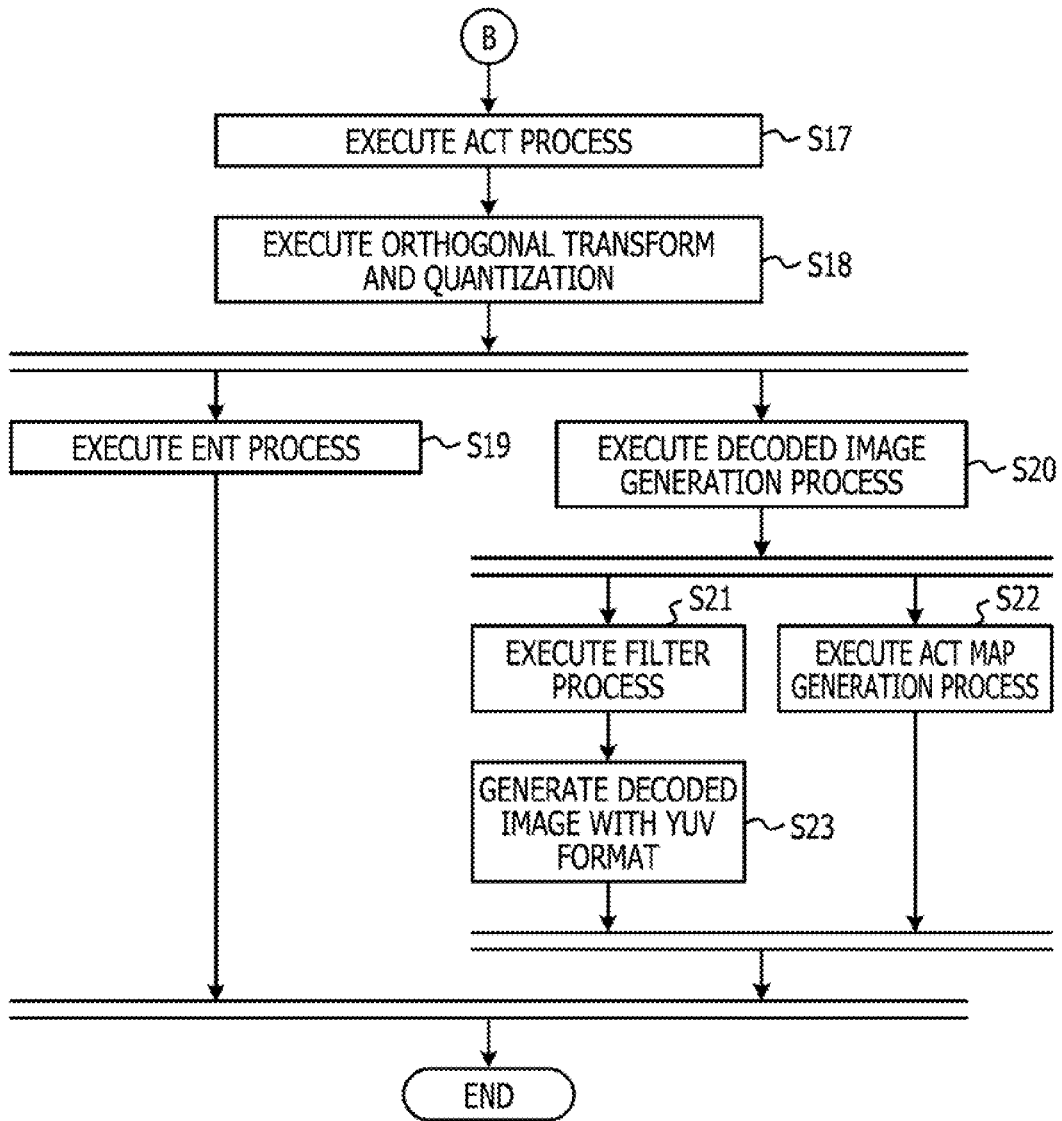 B
EXECUTE ACT PROCESS
S17
EXECUTE ORTHOGONAL TRANSFORM
AND QUANTIZATION
S18
EXECUTE ENT PROCESS
S19
EXECUTE DECODED IMAGE
GENERATION PROCESS
S20
S21
EXECUTE FILTER
PROCESS
S22
EXECUTE ACT MAP
GENERATION PROCESS
GENERATE DECODED
IMAGE WITH YUV
FORMAT
S23
END